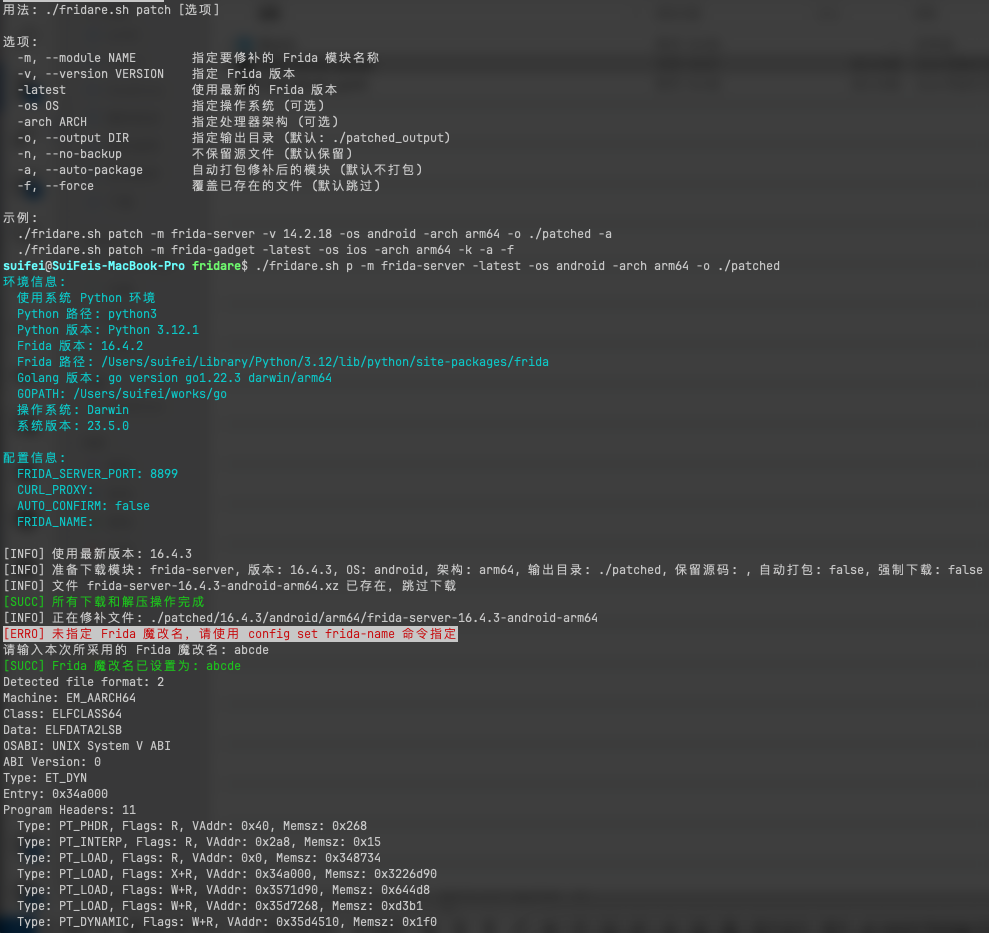 用法: ./fridare.sh patch [选项]
选项:
-m, --module NAME 指定要修补的 Frida 模块名称
-v, --version VERSION 指定 Frida 版本
-latest 使用最新的 Frida 版本
-os OS 指定操作系统 (可选)
-arch ARCH 指定处理器架构 (可选)
-o, --output DIR 指定输出目录 (默认: ./patched_output)
-n, --no-backup 不保留源文件 (默认保留)
-a, --auto-package 自动打包修补后的模块 (默认不打包)
-f, --force 覆盖已存在的文件 (默认跳过)
示例:
./fridare.sh patch -m frida-server -v 14.2.18 -os android -arch arm64 -o ./patched -a
./fridare.sh patch -m frida-gadget -latest -os ios -arch arm64 -k -a -f
suifei@SuiFeis-MacBook-Pro fridare$ ./fridare.sh p -m frida-server -latest -os android -arch arm64 -o ./patched
环境信息:
使用系统 Python 环境
Python 路径: python3
Python 版本: Python 3.12.1
Frida 版本: 16.4.2
Frida 路径: /Users/suifei/Library/Python/3.12/lib/python/site-packages/frida
Golang 版本: go version go1.22.3 darwin/arm64
GOPATH: /Users/suifei/works/go
操作系统: Darwin
系统版本: 23.5.0
配置信息:
FRIDA_SERVER_PORT: 8899
CURL_PROXY:
AUTO_CONFIRM: false
FRIDA_NAME:
[INFO] 使用最新版本: 16.4.3
[INFO] 准备下载模块: frida-server, 版本: 16.4.3, OS: android, 架构: arm64, 输出目录: ./patched, 保留源码: , 自动打包: false, 强制下载: false
[INFO] 文件 frida-server-16.4.3-android-arm64.xz 已存在, 跳过下载
[SUCC] 所有下载和解压操作完成
[INFO] 正在修补文件: ./patched/16.4.3/android/arm64/frida-server-16.4.3-android-arm64
[ERRO] 未指定 Frida 魔改名, 请使用 config set frida-name 命令指定
请输入本次所采用的 Frida 魔改名: abcde
[SUCC] Frida 魔改名已设置为: abcde
Detected file format: 2
Machine: EM_AARCH64
Class: ELFCLASS64
Data: ELFDATA2LSB
OSABI: UNIX System V ABI
ABI Version: 0
Type: ET_DYN
Entry: 0x34a000
Program Headers: 11
Type: PT_PHDR, Flags: R, VAddr: 0x40, Memsz: 0x268
Type: PT_INTERP, Flags: R, VAddr: 0x2a8, Memsz: 0x15
Type: PT_LOAD, Flags: R, VAddr: 0x0, Memsz: 0x348734
Type: PT_LOAD, Flags: X+R, VAddr: 0x34a000, Memsz: 0x3226d90
Type: PT_LOAD, Flags: W+R, VAddr: 0x3571d90, Memsz: 0x644d8
Type: PT_LOAD, Flags: W+R, VAddr: 0x35d7268, Memsz: 0xd3b1
Type: PT_DYNAMIC, Flags: W+R, VAddr: 0x35d4510, Memsz: 0x1f0